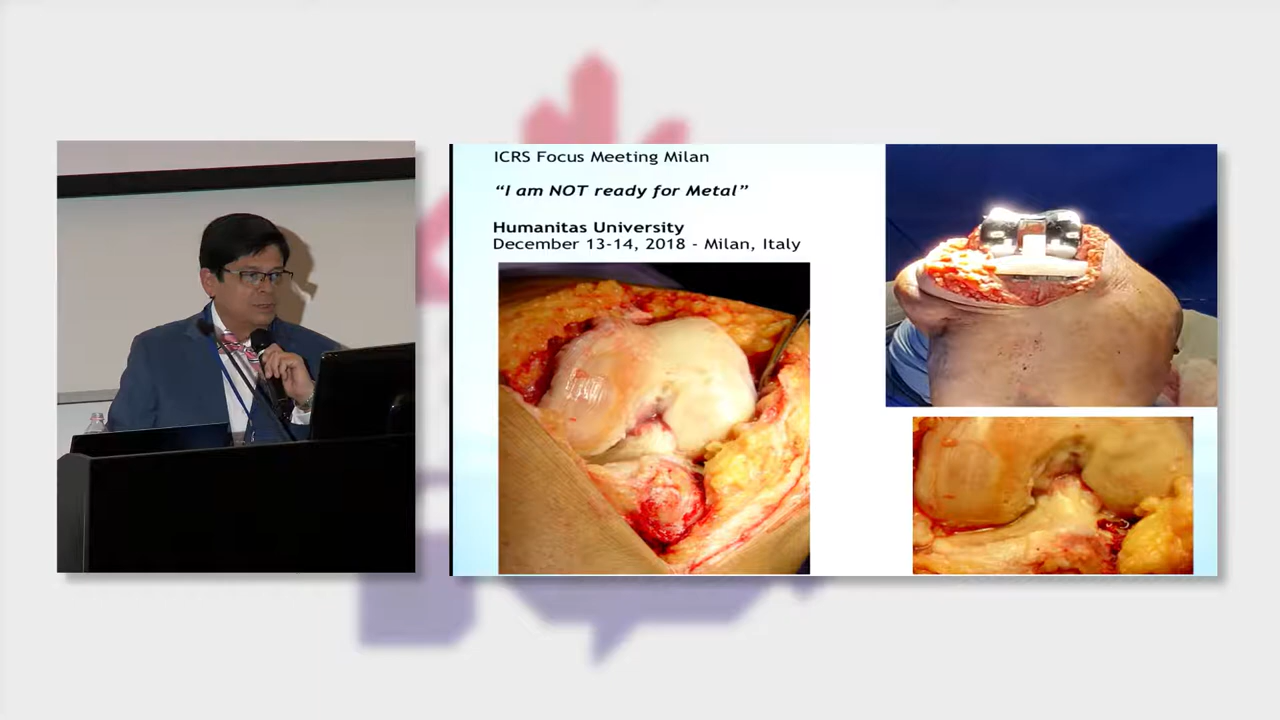 ICRS Focus Meeting Milan
“I am NOT ready for Metal”
Humanitas University
December 13-14, 2018 - Milan, Italy